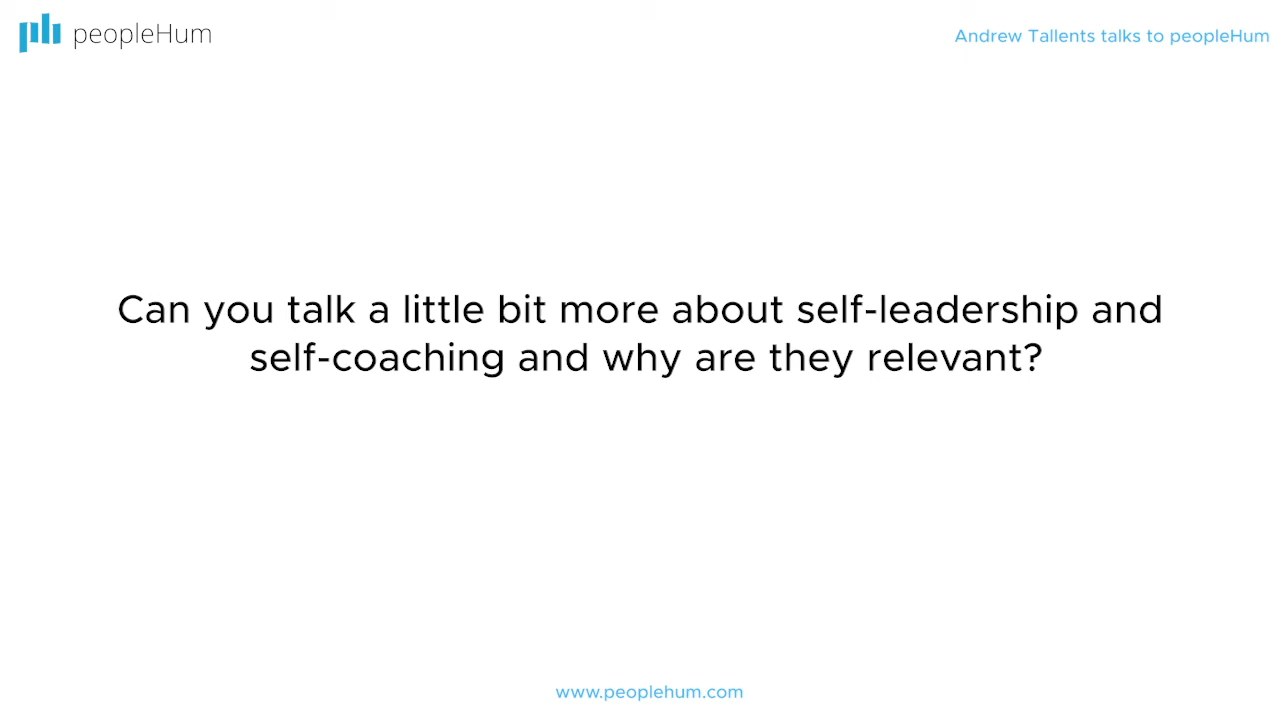 peopleHum
Andrew Tallents talks to peopleHum
Can you talk a little bit more about self-leadership and
self-coaching and why are they relevant?
www.peoplehum.com